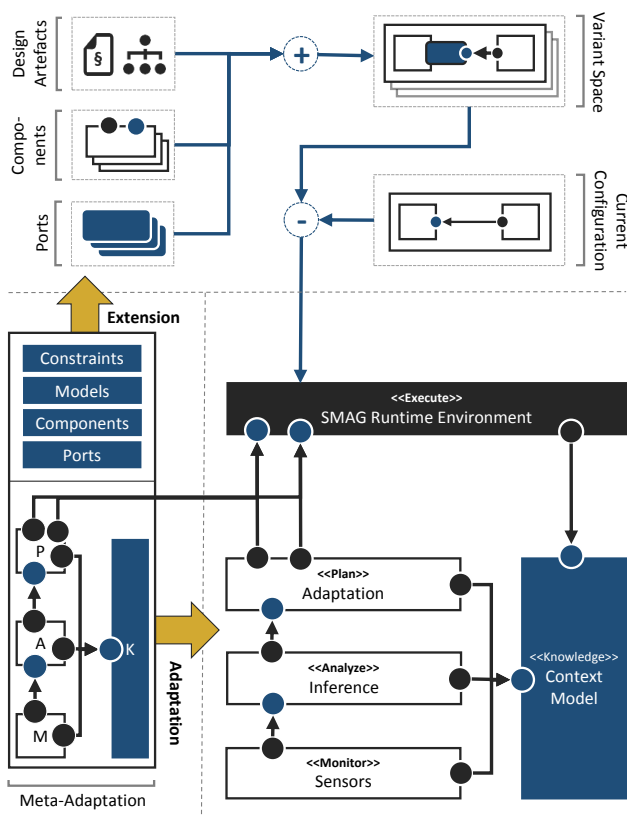 Design
Artefacts
§
+
Variant Space
Compo-
nents
Ports
-
Current
Configuration
Extension
Constraints
Models
Components
Ports
<<Execute>>
SMAG Runtime Environment
P
A
M
K
Adaptation
<<Plan>>
Adaptation
<<Analyze>>
Inference
<<Monitor>>
Sensors
<<Knowledge>>
Context
Model
Meta-Adaptation